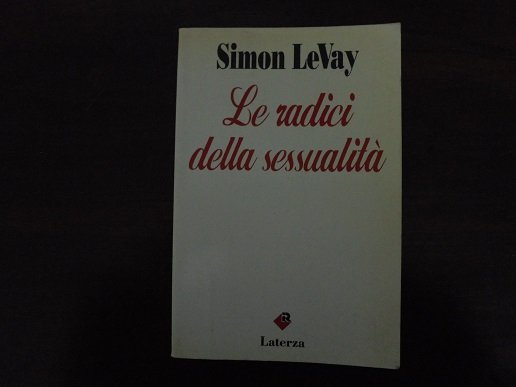 Simon LeVay
Le radici
della sessualità
Laterza